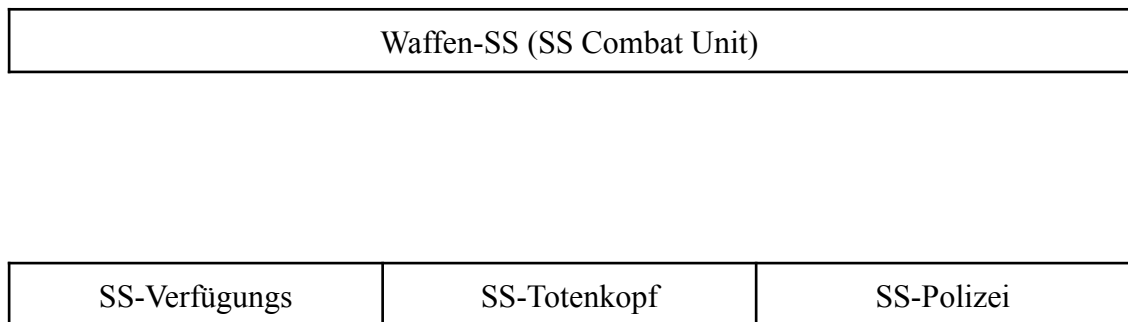 Waffen-SS (SS Combat Unit)
SS-Verfügungs SS-Totenkopf SS-Polizei